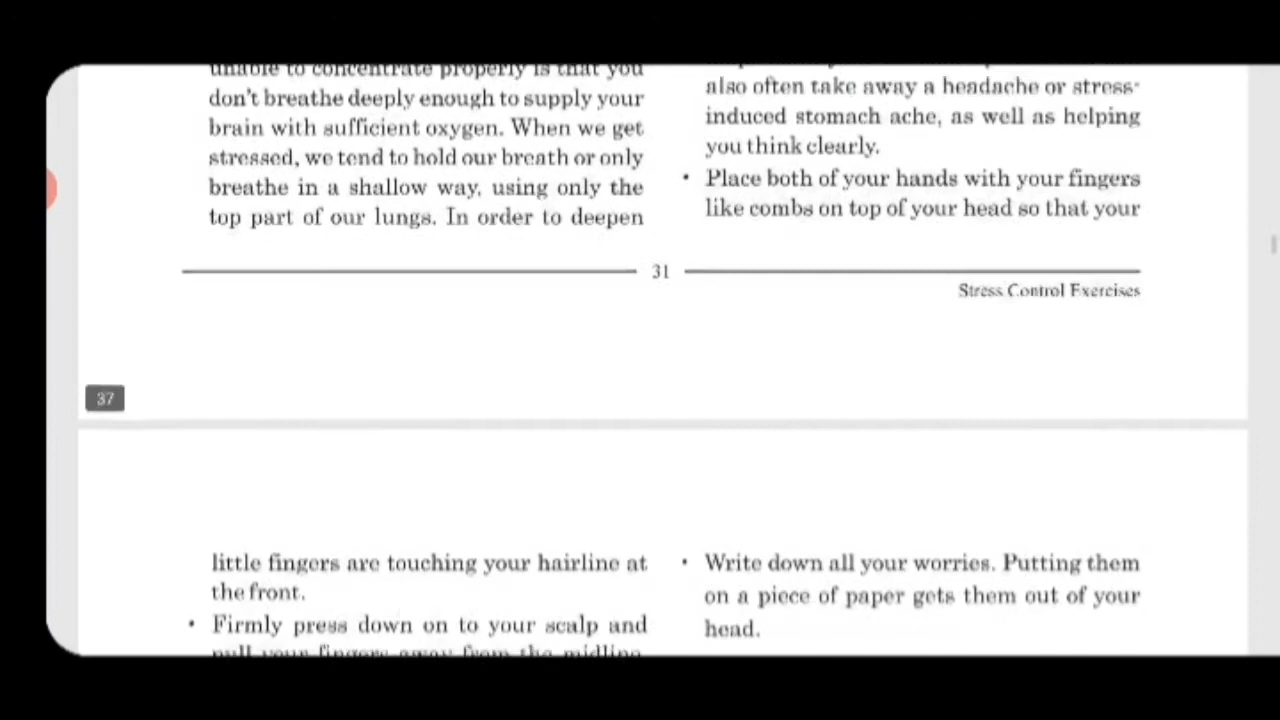 unable to concentrate properly is that you
don't breathe deeply enough to supply your
brain with sufficient oxygen. When we get
stressed, we tend to hold our breath or only
breathe in a shallow way, using only the
top part of our lungs. In order to deepen
also often take away a headache or stress-
induced stomach ache, as well as helping
you think clearly.
• Place both of your hands with your fingers
like combs on top of your head so that your
31
Stress Control Exercises
37
little fingers are touching your hairline at
the front.
• Firmly press down on to your scalp and
pull your fingers away from the midline,
• Write down all your worries. Putting them
on a piece of paper gets them out of your
head.